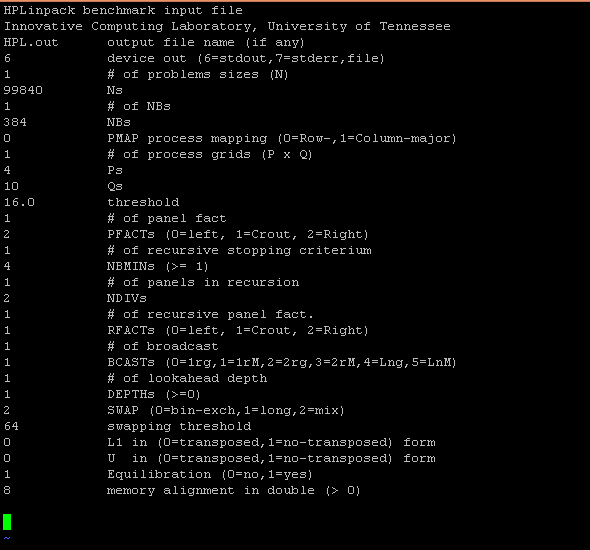 HPLinpack benchmark input file
Innovative Computing Laboratory, University of Tennessee
HPL.out      output file name (if any)
6            device out (6=stdout,7=stderr,file)
1            # of problems sizes (N)
99840        Ns
1            # of NBs
384          NBs
0            PMAP process mapping (0=Row-,1=Column-major)
1            # of process grids (P x Q)
4            Ps
10           Qs
16.0         threshold
1            # of panel fact
2            PFACTs (0=left, 1=Crout, 2=Right)
1            # of recursive stopping criterium
4            NBMINs (>= 1)
1            # of panels in recursion
2            NDIVs
1            # of recursive panel fact.
1            RFACTs (0=left, 1=Crout, 2=Right)
1            # of broadcast
1            BCASTs (0=1rg,1=1rM,2=2rg,3=2rM,4=Lng,5=LnM)
1            # of lookahead depth
1            DEPTHs (>=0)
2            SWAP (0=bin-exch,1=long,2=mix)
64           swapping threshold
0            L1 in (0=transposed,1=no-transposed) form
0            U  in (0=transposed,1=no-transposed) form
1            Equilibration (0=no,1=yes)
8            memory alignment in double (> 0)
~